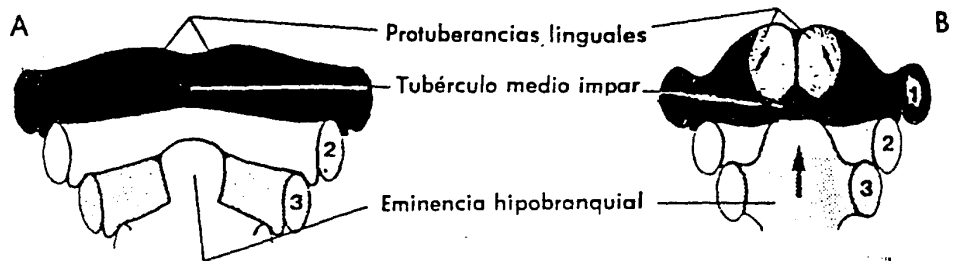 A
Protuberancias linguales
B
Tubérculo medio impar
1
2
2
3
3
Eminencia hipobranquial